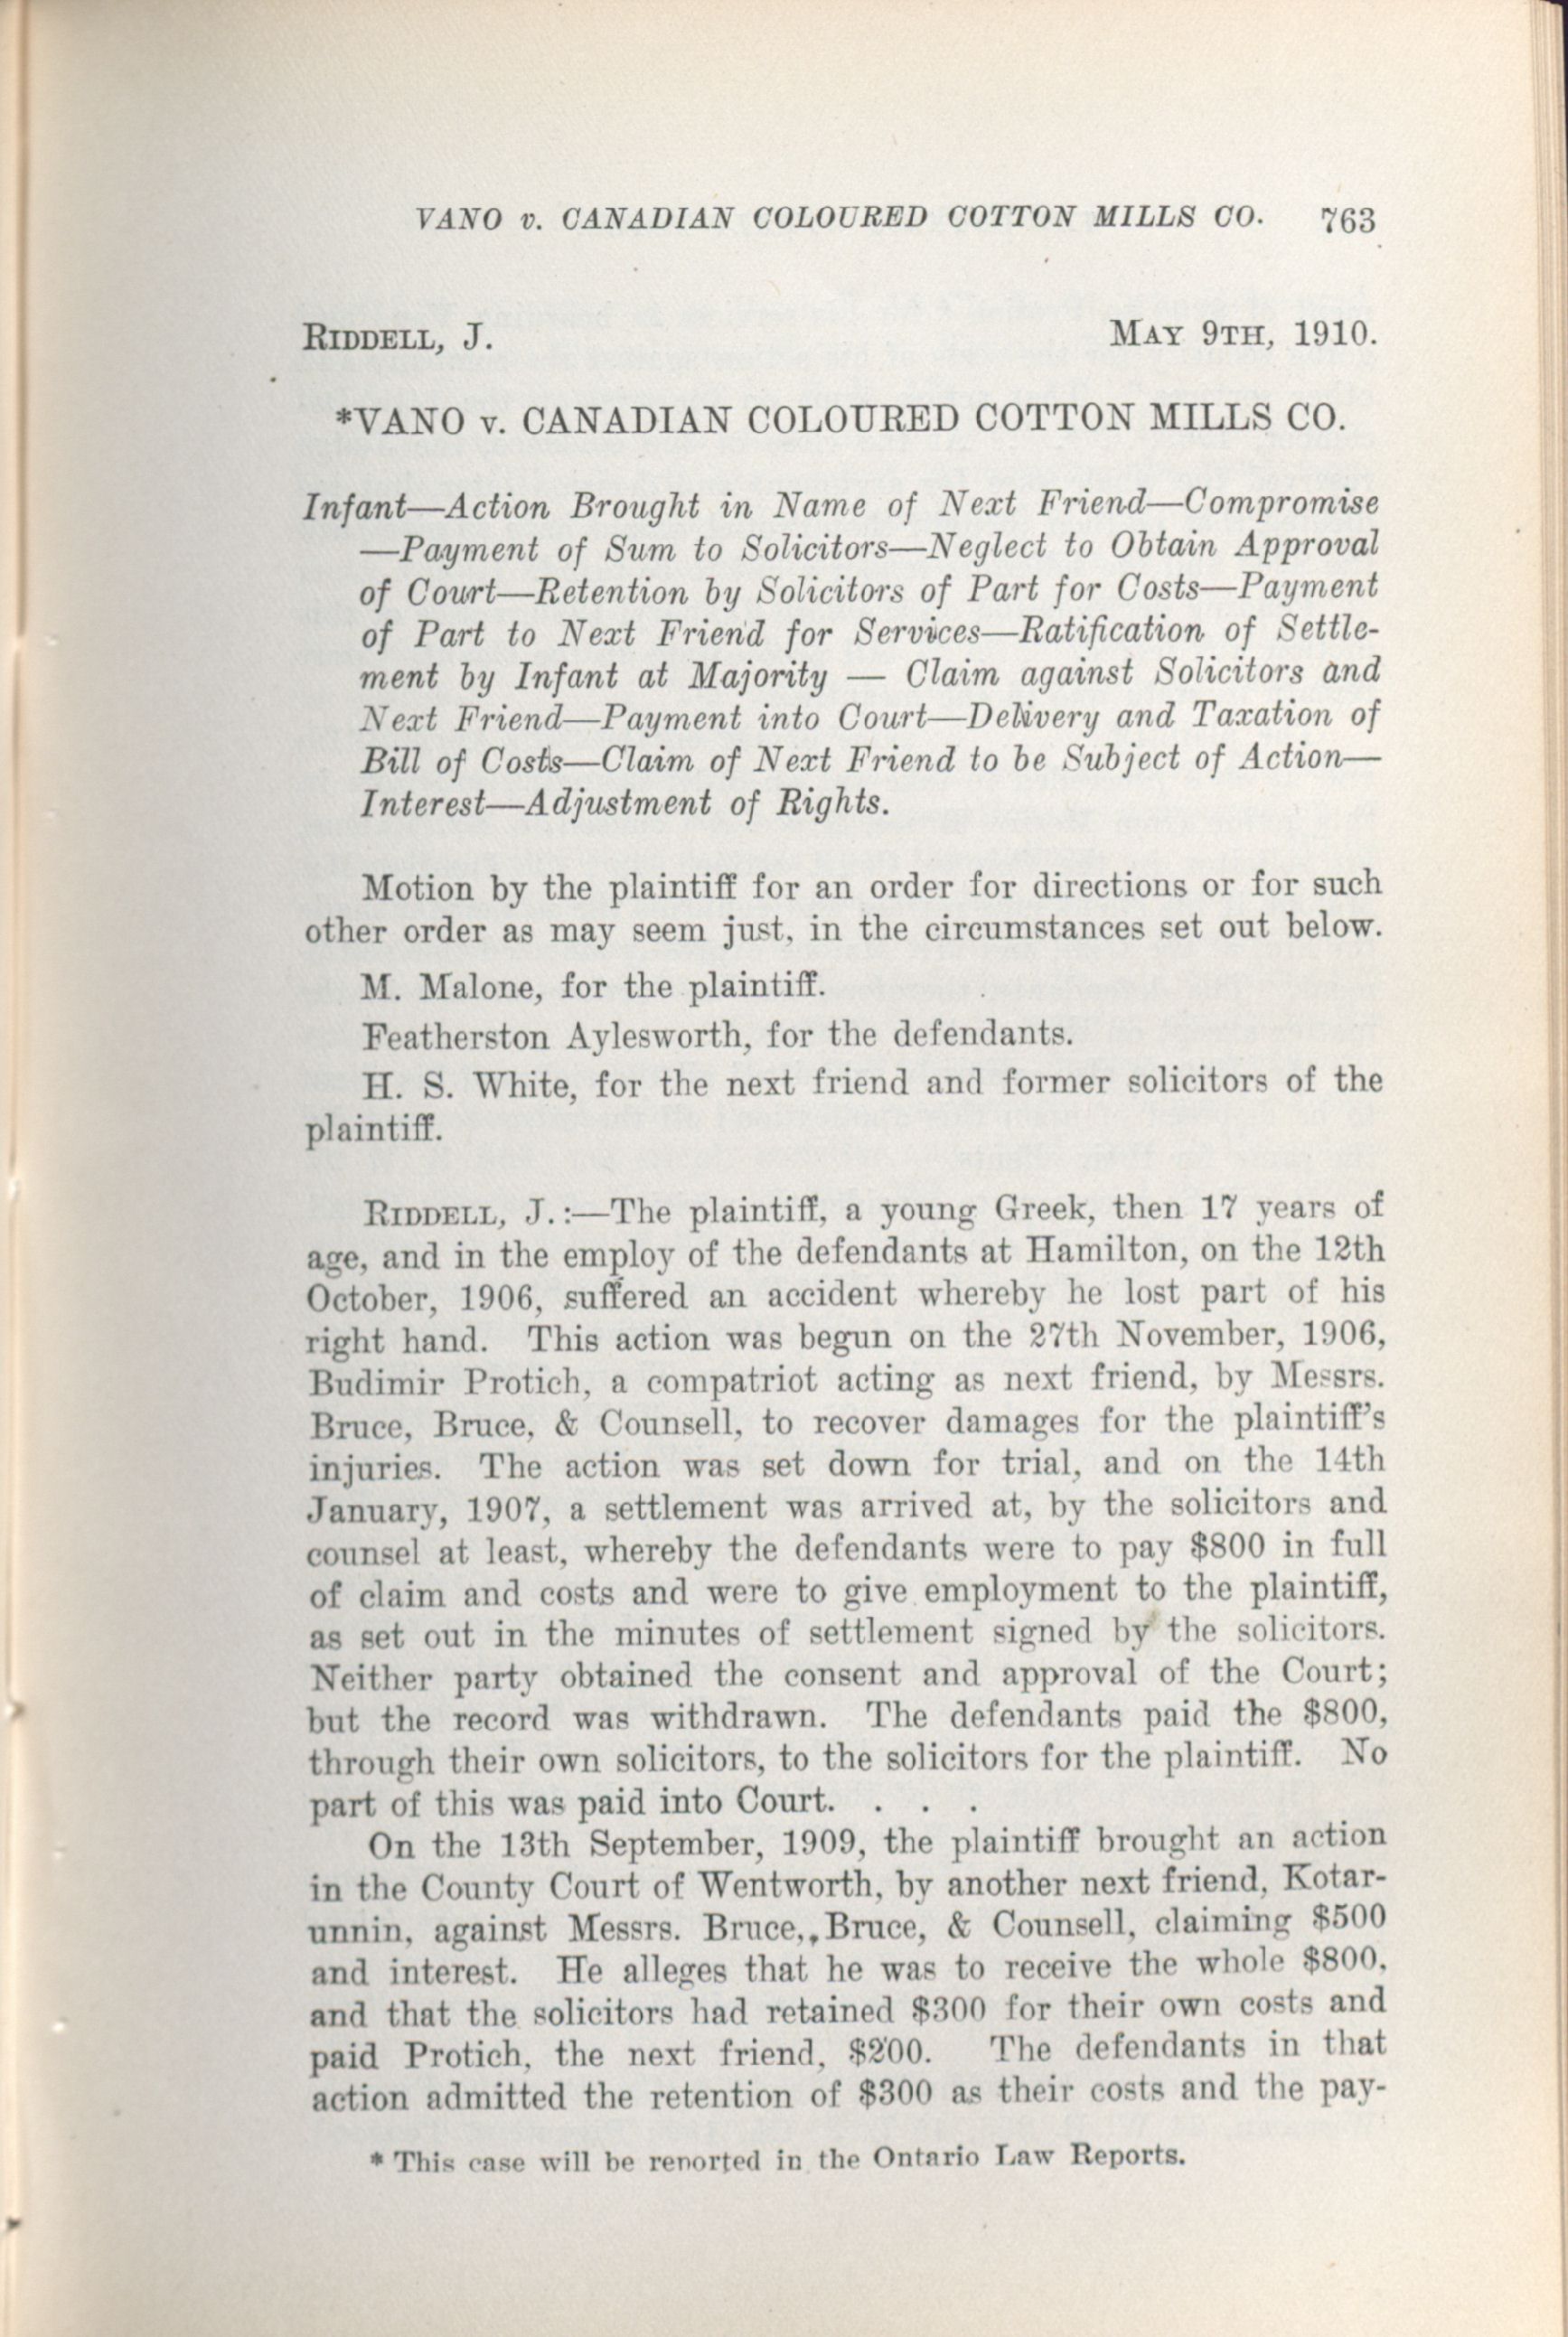 VANO v. CANADIAN COLOURED COTTON MILLS CO. 763
RIDDELL, J. MAY 9TH, 1910.
*VANO v. CANADIAN COLOURED COTTON MILLS CO.
Infant—Action Brought in Name of Next Friend—Compromise
—Payment of Sum to Solicitors—Neglect to Obtain Approval
of Court—Retention by Solicitors of Part for Costs—Payment
of Part to Next Friend for Services—Ratification of Settle-
ment by Infant at Majority — Claim against Solicitors and
Next Friend—Payment into Court—Delivery and Taxation of
Bill of Costs—Claim of Next Friend to be Subject of Action—
Interest—Adjustment of Rights.
Motion by the plaintiff for an order for directions or for such
other order as may seem just, in the circumstances set out below.
M. Malone, for the plaintiff.
Featherston Aylesworth, for the defendants.
H. S. White, for the next friend and former solicitors of the
plaintiff.
RIDDELL, J.:—The plaintiff, a young Greek, then 17 years of
age, and in the employ of the defendants at Hamilton, on the 12th
October, 1906, suffered an accident whereby he lost part of his
right hand. This action was begun on the 27th November, 1906,
Budimir Protich, a compatriot acting as next friend, by Messrs.
Bruce, Bruce, & Counsell, to recover damages for the plaintiff's
injuries. The action was set down for trial, and on the 14th
January, 1907, a settlement was arrived at, by the solicitors and
counsel at least, whereby the defendants were to pay $800 in full
of claim and costs and were to give employment to the plaintiff,
as set out in the minutes of settlement signed by the solicitors.
Neither party obtained the consent and approval of the Court;
but the record was withdrawn. The defendants paid the $800,
through their own solicitors, to the solicitors for the plaintiff. No
part of this was paid into Court. . . .
On the 13th September, 1909, the plaintiff brought an action
in the County Court of Wentworth, by another next friend, Kotar-
unnin, against Messrs. Bruce, Bruce, & Counsell, claiming $500
and interest. He alleges that he was to receive the whole $800,
and that the solicitors had retained $300 for their own costs and
paid Protich, the next friend, $200. The defendants in that
action admitted the retention of $300 as their costs and the pay-
* This case will be reported in the Ontario Law Reports.